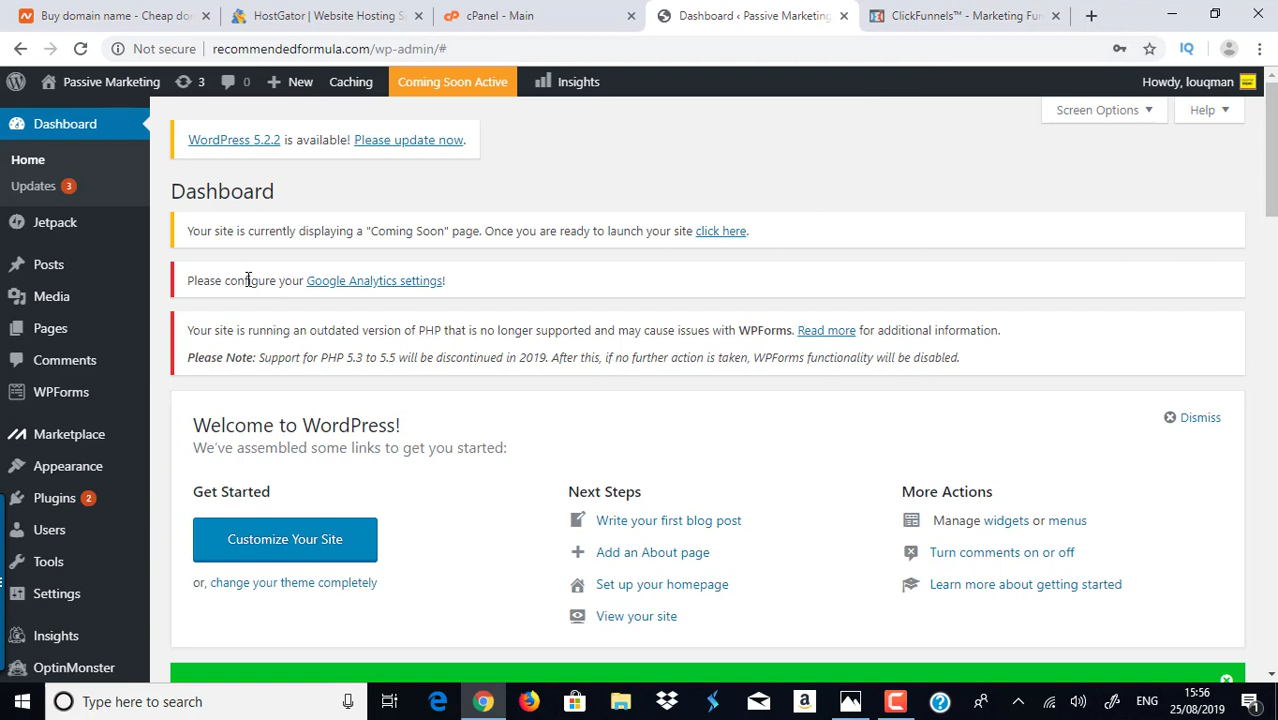 Buy domain name - Cheap do
HostGator | Website Hosting S
cPanel - Main
Dashboard ‹ Passive Marketing
ClickFunnels™ - Marketing Fun
Not secure
recommendedformula.com/wp-admin/#
Passive Marketing
3
0
New
Caching
Coming Soon Active
Insights
Howdy, louqman
Dashboard
Home
Updates 3
Jetpack
Posts
Media
Pages
Comments
WPForms
Marketplace
Appearance
Plugins 2
Users
Tools
Settings
Insights
OptinMonster
Screen Options
Help
WordPress 5.2.2 is available! Please update now.
Dashboard
Your site is currently displaying a "Coming Soon" page. Once you are ready to launch your site click here.
Please configure your Google Analytics settings!
Your site is running an outdated version of PHP that is no longer supported and may cause issues with WPForms. Read more for additional information.
Please Note: Support for PHP 5.3 to 5.5 will be discontinued in 2019. After this, if no further action is taken, WPForms functionality will be disabled.
Welcome to WordPress!
Dismiss
We've assembled some links to get you started:
Get Started
Customize Your Site
or, change your theme completely
Next Steps
Write your first blog post
Add an About page
Set up your homepage
View your site
More Actions
Manage widgets or menus
Turn comments on or off
Learn more about getting started
Type here to search
ENG
15:56
25/08/2019
1